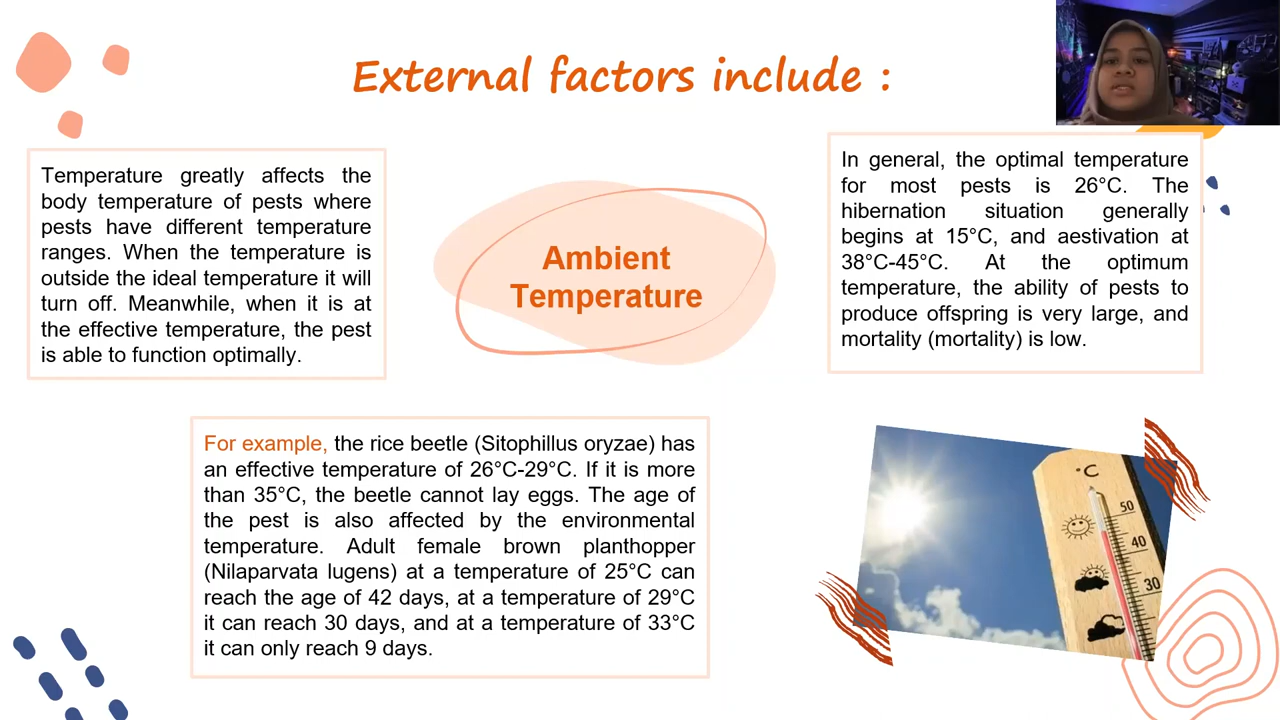 External factors include :
Temperature greatly affects the
body temperature of pests where
pests have different temperature
ranges. When the temperature is
outside the ideal temperature it will
turn off. Meanwhile, when it is at
the effective temperature, the pest
is able to function optimally.
Ambient
Temperature
In general, the optimal temperature
for most pests is 26°C. The
hibernation situation generally
begins at 15°C, and aestivation at
38°C-45°C. At the optimum
temperature, the ability of pests to
produce offspring is very large, and
mortality (mortality) is low.
For example, the rice beetle (Sitophillus oryzae) has
an effective temperature of 26°C-29°C. If it is more
than 35°C, the beetle cannot lay eggs. The age of
the pest is also affected by the environmental
temperature. Adult female brown planthopper
(Nilaparvata lugens) at a temperature of 25°C can
reach the age of 42 days, at a temperature of 29°C
it can reach 30 days, and at a temperature of 33°C
it can only reach 9 days.
°C
50
40
30